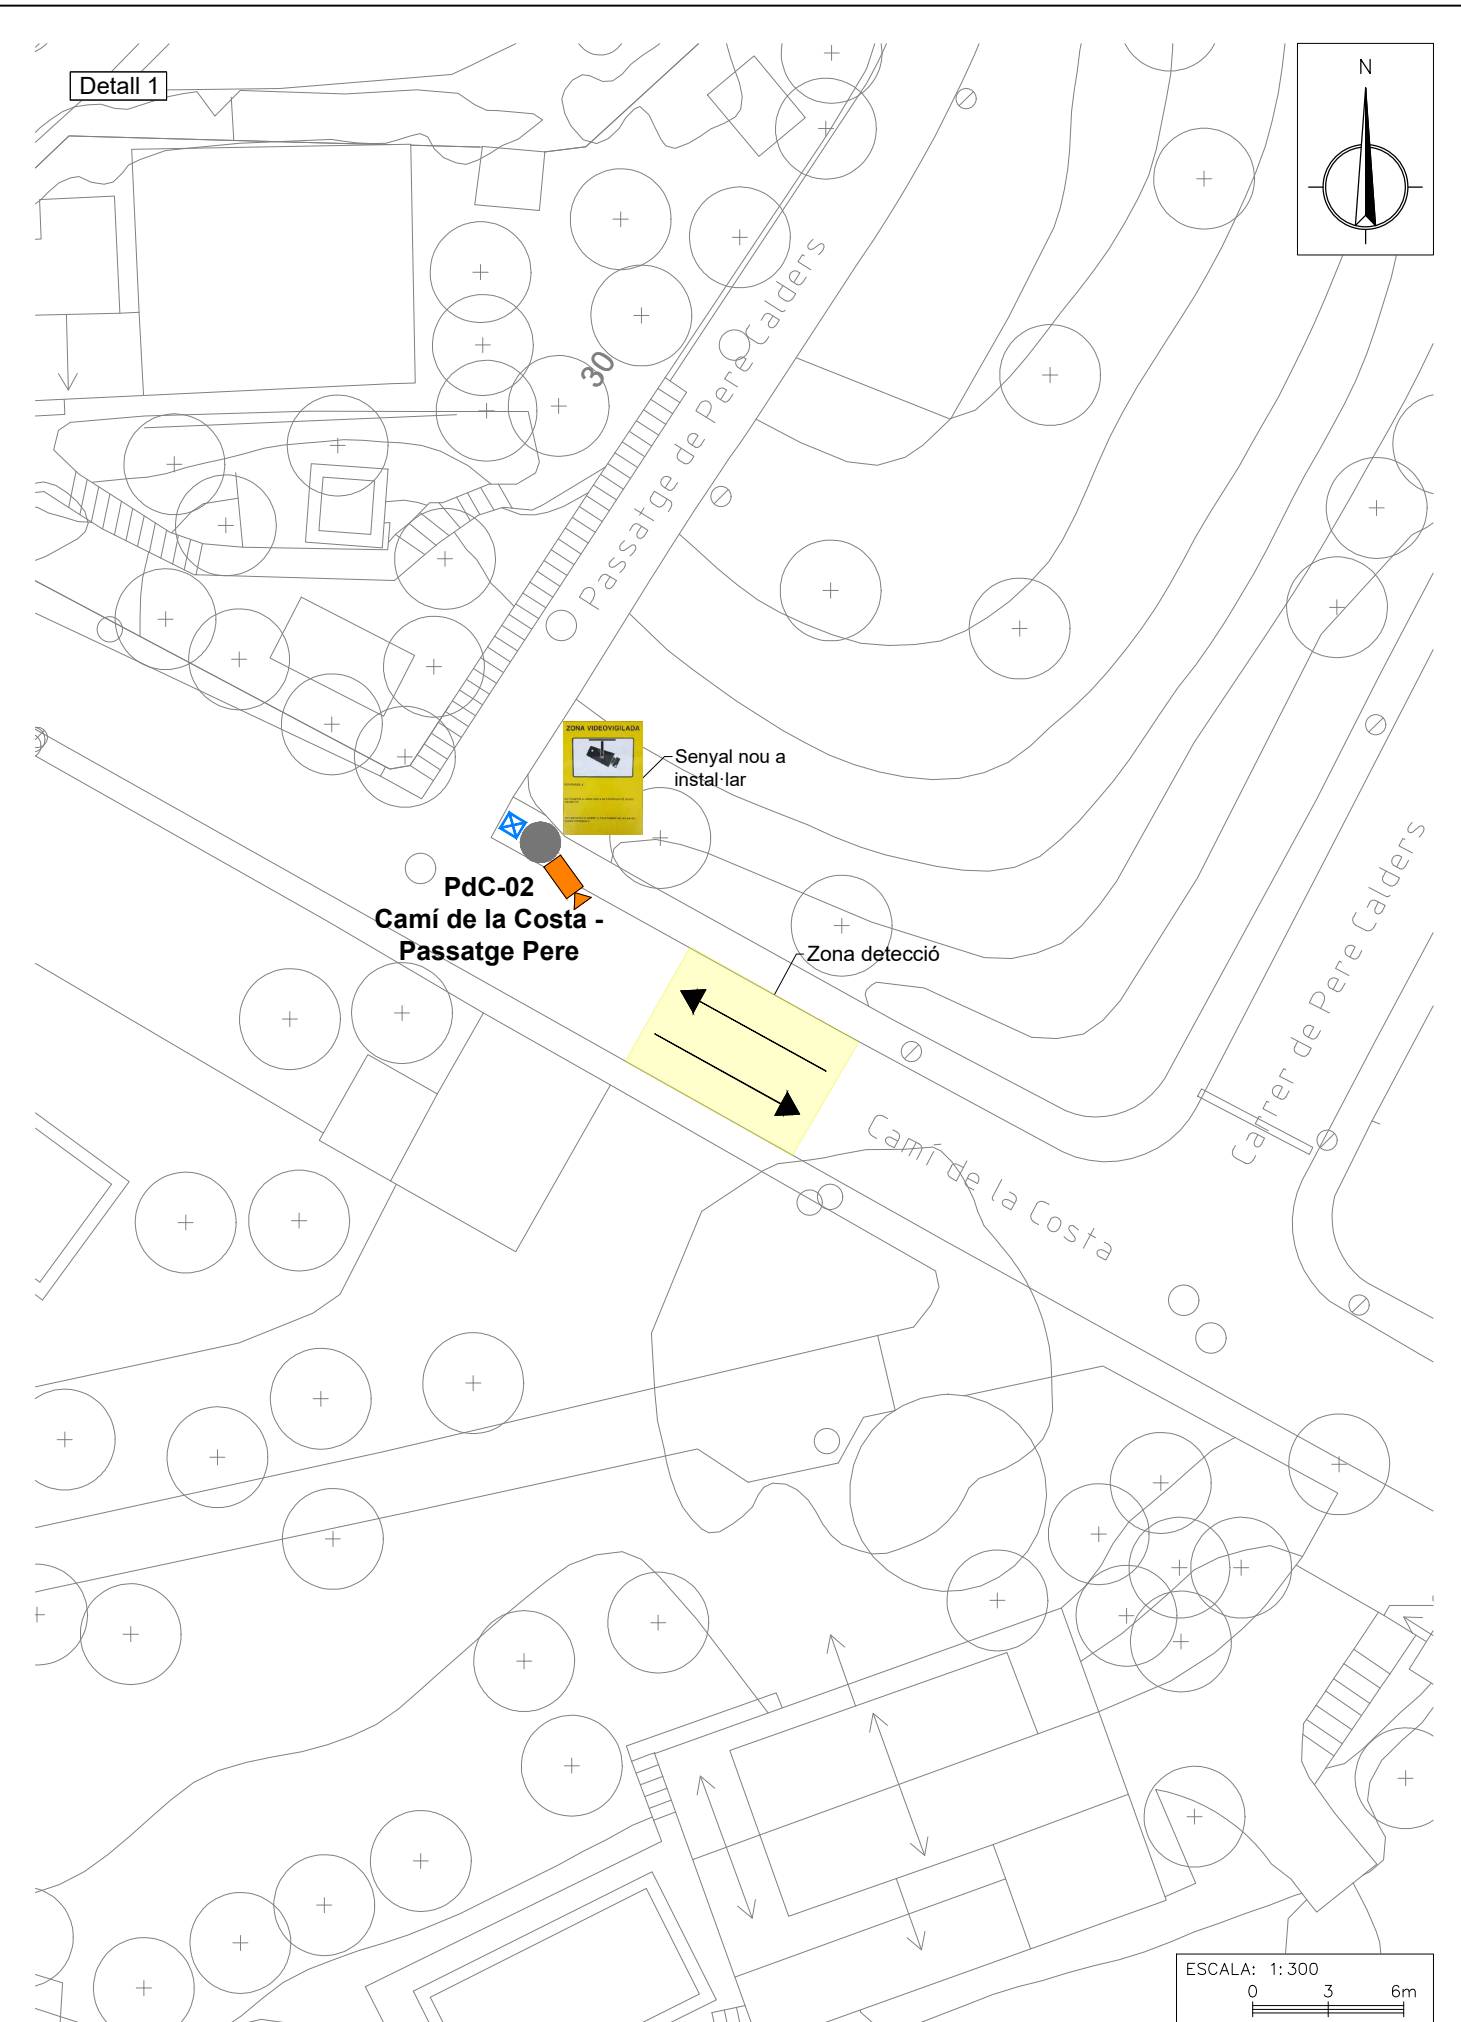 Detall 1
N
Passatge de Pere Calders
30
ZONA VIDEOVIGILADA
Senyal nou a
instal·lar
PdC-02
Camí de la Costa -
Passatge Pere
Zona detecció
Carrer de Pere Calders
Camí de la Costa
ESCALA: 1:300
0 3 6m